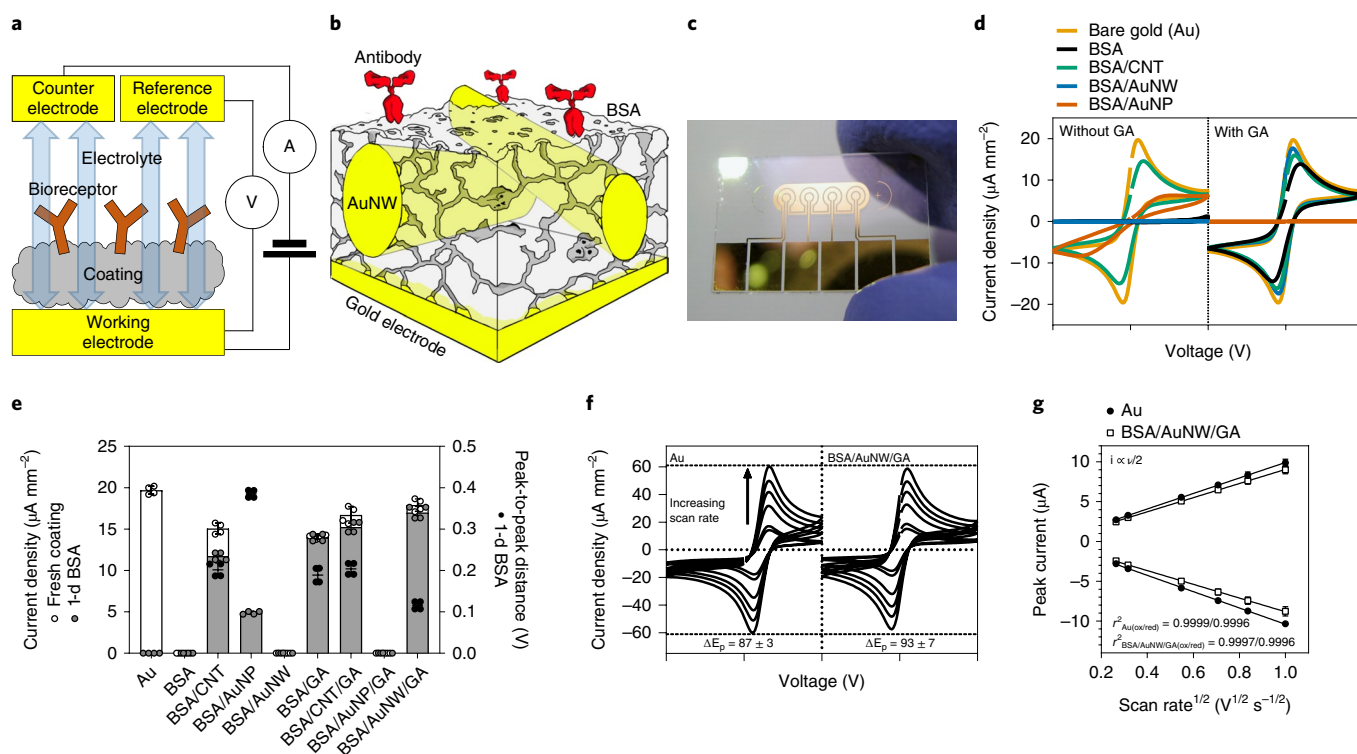 a
Counter
electrode
Reference
electrode
Electrolyte
Bioreceptor
Coating
Working
electrode
V
A
b
Antibody
BSA
AuNW
Gold electrode
c
d
Bare gold (Au)
BSA
BSA/CNT
BSA/AuNW
BSA/AuNP
Without GA
With GA
Current density (μA mm−2)
20
10
0
−10
−20
Voltage (V)
e
Current density (μA mm−2)
○ Fresh coating
● 1-d BSA
25
20
15
10
5
0
0.5
0.4
0.3
0.2
0.1
0.0
Peak-to-peak distance (V)
● 1-d BSA
Au
BSA
BSA/CNT
BSA/AuNP
BSA/AuNW
BSA/GA
BSA/CNT/GA
BSA/AuNP/GA
BSA/AuNW/GA
f
Current density (μA mm−2)
80
60
40
20
0
−20
−40
−60
Au
BSA/AuNW/GA
Increasing
scan rate
ΔEp = 87 ± 3
ΔEp = 93 ± 7
Voltage (V)
g
Au
BSA/AuNW/GA
i ∝ ν/2
Peak current (μA)
10
5
0
−5
−10
r2Au(ox/red) = 0.9999/0.9996
r2BSA/AuNW/GA(ox/red) = 0.9997/0.9996
0.2 0.4 0.6 0.8 1.0
Scan rate1/2 (V1/2 s−1/2)